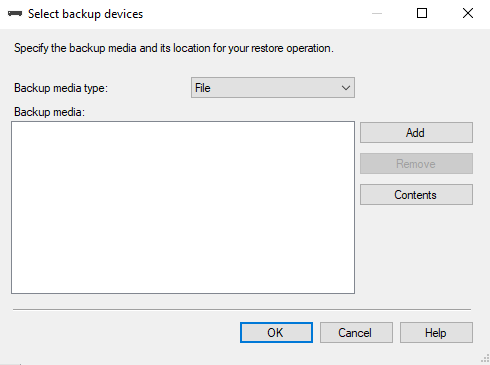 Select backup devices
Specify the backup media and its location for your restore operation.
Backup media type:
File
Backup media:
Add
Remove
Contents
OK
Cancel
Help